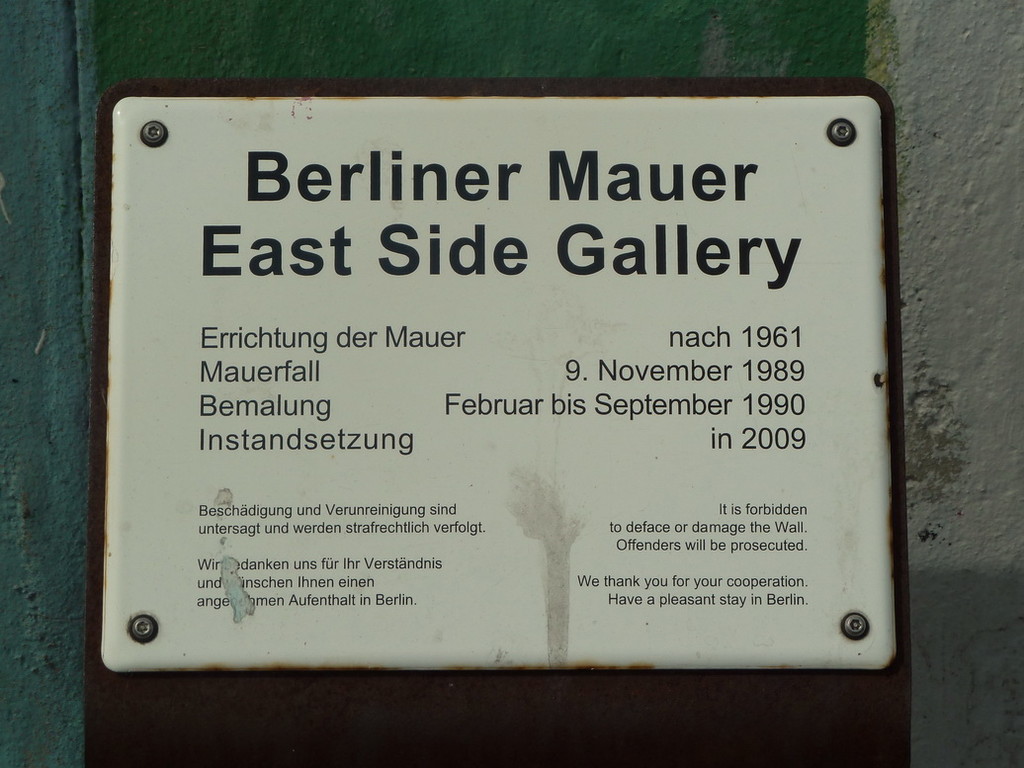 Berliner Mauer
East Side Gallery
Errichtung der Mauer nach 1961
Mauerfall 9. November 1989
Bemalung Februar bis September 1990
Instandsetzung in 2009
Beschädigung und Verunreinigung sind
untersagt und werden strafrechtlich verfolgt.
Wir danken uns für Ihr Verständnis
und Ihnen einen
Aufenthalt in Berlin.
It is forbidden
to deface or damage the Wall.
Offenders will be prosecuted.
We thank you for your cooperation.
Have a pleasant stay in Berlin.